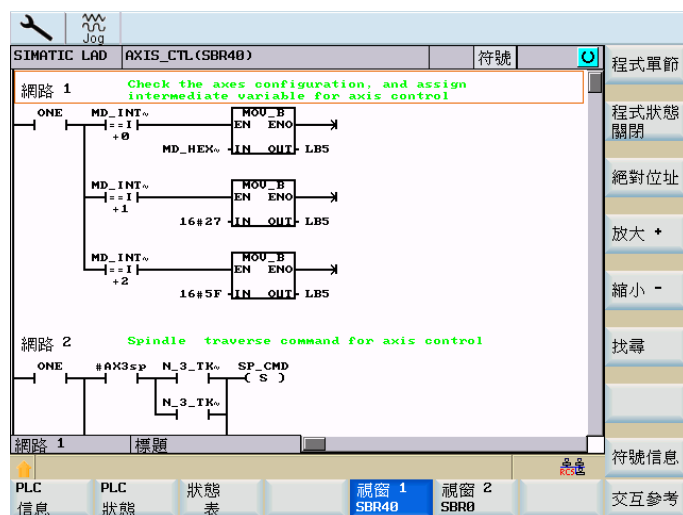 Jog
SIMATIC LAD AXIS_CTL(SBR40) 符號
網路 1 Check the axes configuration, and assign
intermediate variable for axis control
ONE MD_INT~ MOV_B
==I EN ENO
+0
MD_HEX~ IN OUT LB5
MD_INT~ MOV_B
==I EN ENO
+1
16#27 IN OUT LB5
MD_INT~ MOV_B
==I EN ENO
+2
16#5F IN OUT LB5
網路 2 Spindle traverse command for axis control
ONE #AX3sp N_3_TK~ SP_CMD
( S )
N_3_TK~
網路 1 標題
RCS
程式單節
程式狀態
關閉
絕對位址
放大 +
縮小 -
找尋
符號信息
交互參考
PLC
信息
PLC
狀態
狀態
表
視窗 1
SBR40
視窗 2
SBR0